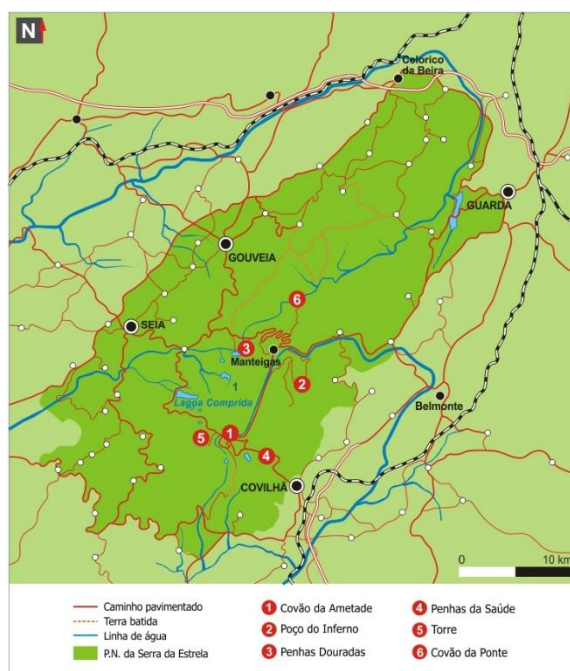 N
Celorico
da Beira
GUARDA
GOUVEIA
6
SEIA
3
Manteigas
2
1
Lagoa Comprida
Belmonte
5
1
4
COVILHÃ
0
10 km
Caminho pavimentado
Terra batida
Linha de água
P.N. da Serra da Estrela
1 Covão da Ametade
2 Poço do Inferno
3 Penhas Douradas
4 Penhas da Saúde
5 Torre
6 Covão da Ponte